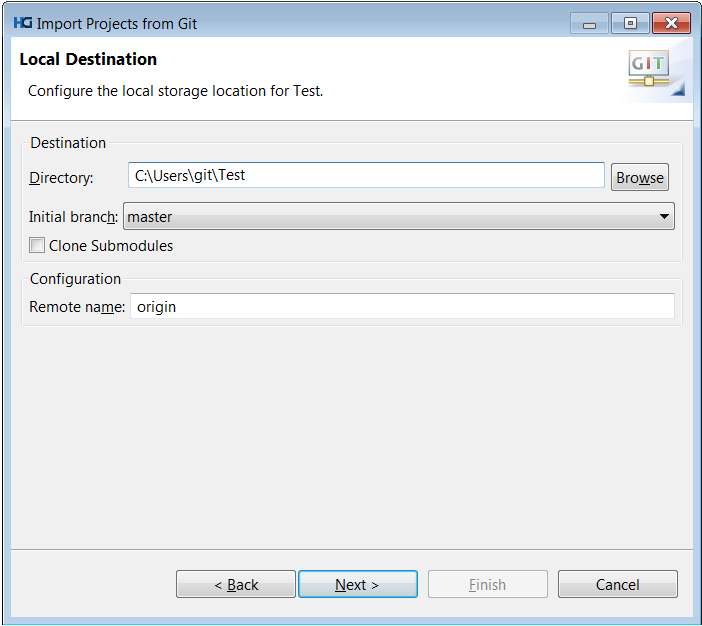 HG Import Projects from Git
Local Destination
Configure the local storage location for Test.
GIT
Destination
Directory: C:\Users\git\Test Browse
Initial branch: master
Clone Submodules
Configuration
Remote name: origin
< Back Next > Finish Cancel